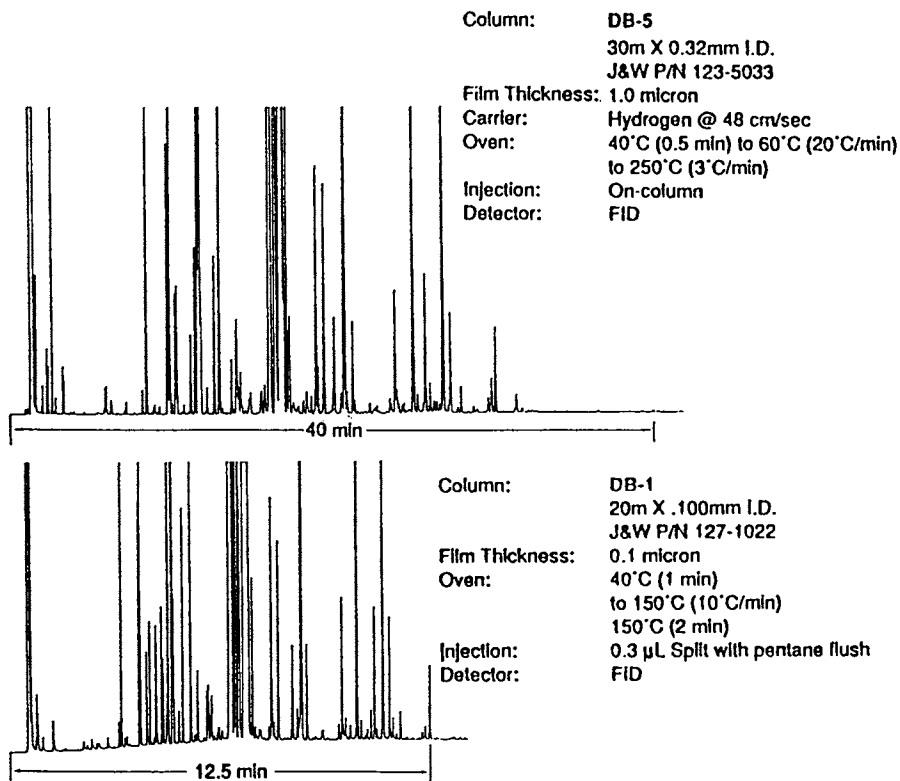 Column: DB-5
30m X 0.32mm I.D.
J&W P/N 123-5033
Film Thickness: 1.0 micron
Carrier: Hydrogen @ 48 cm/sec
Oven: 40°C (0.5 min) to 60°C (20°C/min)
to 250°C (3°C/min)
Injection: On-column
Detector: FID
40 min
Column: DB-1
20m X .100mm I.D.
J&W P/N 127-1022
Film Thickness: 0.1 micron
Oven: 40°C (1 min)
to 150°C (10°C/min)
150°C (2 min)
Injection: 0.3 µL Split with pentane flush
Detector: FID
12.5 min